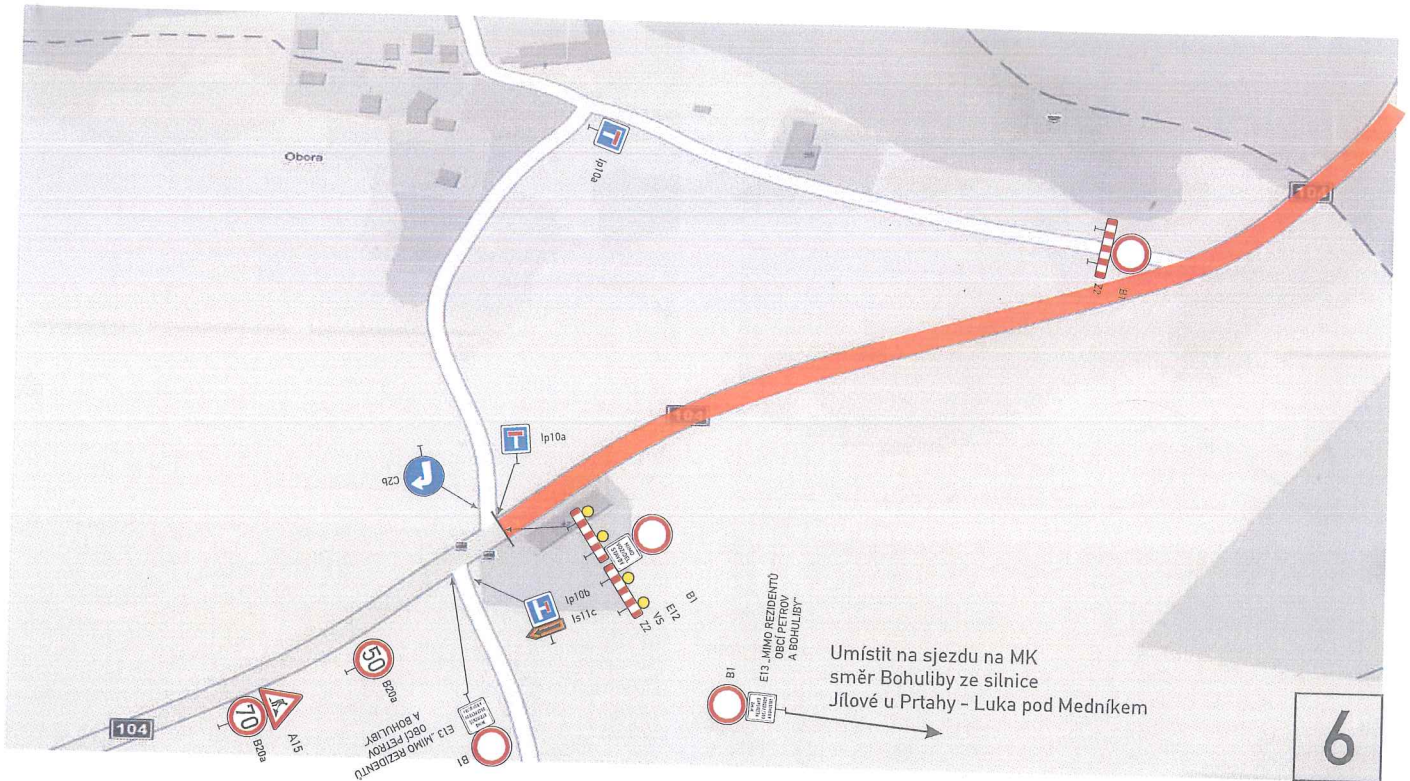 Obora
Ip10a
104
Z2
B1
104
Ip10a
C2b
Ip10b
Is11c
B1
E12
VS
Z2
50
B20a
70
B20a
A15
104
E13 „MIMO REZIDENTŮ
OBCÍ PETROV
A BOHULIBY“
B1
B1
E13 „MIMO REZIDENTŮ
OBCÍ PETROV
A BOHULIBY“
Umístit na sjezdu na MK
směr Bohuliby ze silnice
Jílové u Prtahy - Luka pod Medníkem
6